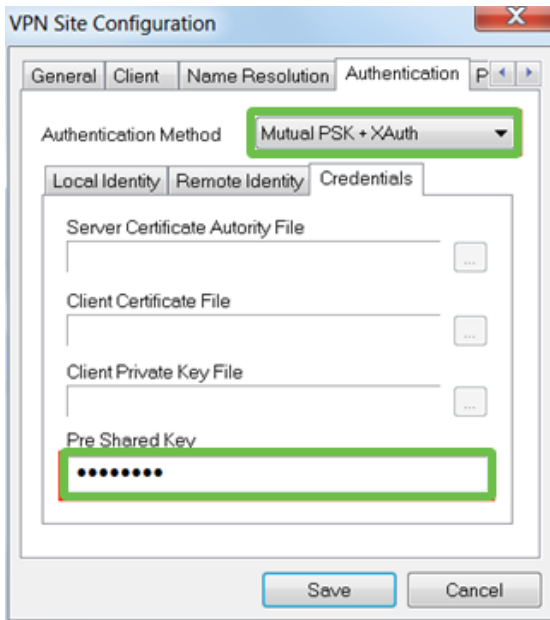 VPN Site Configuration
X
General Client Name Resolution Authentication P
Authentication Method Mutual PSK + XAuth
Local Identity Remote Identity Credentials
Server Certificate Autority File
...
Client Certificate File
...
Client Private Key File
...
Pre Shared Key
●●●●●●●●
Save Cancel